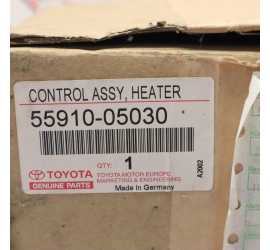 CONTROL ASSY, HEATER
55910-05030
TOYOTA
GENUINE PARTS
QTY:
1
TOYOTA MOTOR EUROPE
MARKETING & ENGINEERING
Made in Germany
A2002